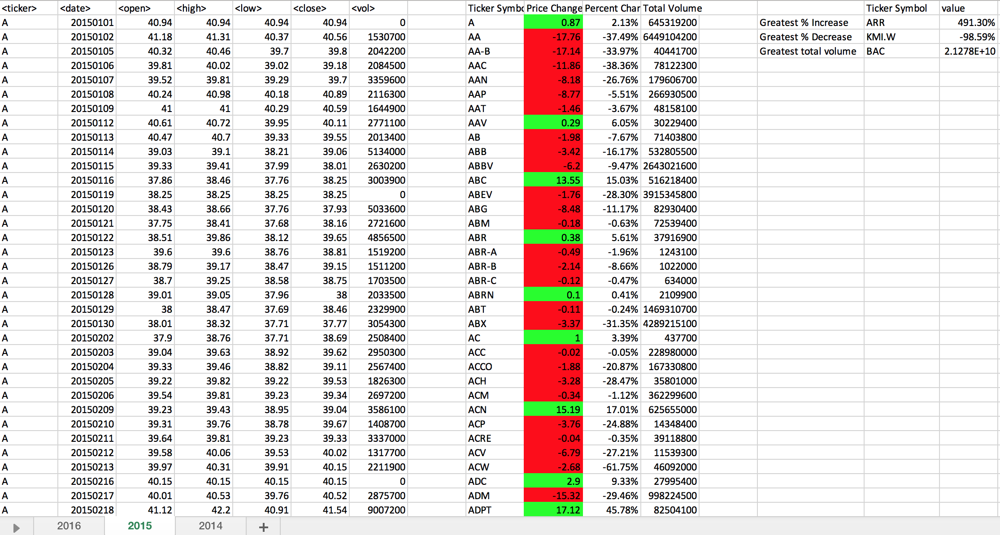 <ticker> <date> <open> <high> <low> <close> <vol> Ticker Symbo Price Change Percent Char Total Volume Ticker Symbol value
A 20150101 40.94 40.94 40.94 40.94 0 A 0.87 2.13% 645319200 Greatest % Increase ARR 491.30%
A 20150102 41.18 41.31 40.37 40.56 1530700 AA -17.76 -37.49% 6449104200 Greatest % Decrease KMI.W -98.59%
A 20150105 40.32 40.46 39.7 39.8 2042200 AA-B -17.14 -33.97% 40441700 Greatest total volume BAC 2.1278E+10
A 20150106 39.81 40.02 39.02 39.18 2084500 AAC -11.86 -38.36% 78122300
A 20150107 39.52 39.81 39.29 39.7 3359600 AAN -8.18 -26.76% 179606700
A 20150108 40.24 40.98 40.18 40.89 2116300 AAP -8.77 -5.51% 266930500
A 20150109 41 41 40.29 40.59 1644900 AAT -1.46 -3.67% 48158100
A 20150112 40.61 40.72 39.95 40.11 2771100 AAV 0.29 6.05% 30229400
A 20150113 40.47 40.7 39.33 39.55 2013400 AB -1.98 -7.67% 71403800
A 20150114 39.03 39.1 38.21 39.06 5134000 ABB -3.42 -16.17% 532805500
A 20150115 39.33 39.41 37.99 38.01 2630200 ABBV -6.2 -9.47% 2643021600
A 20150116 37.86 38.46 37.76 38.25 3003900 ABC 13.55 15.03% 516218400
A 20150119 38.25 38.25 38.25 38.25 0 ABEV -1.76 -28.30% 3915345800
A 20150120 38.43 38.66 37.76 37.93 5033600 ABG -8.48 -11.17% 82930400
A 20150121 37.75 38.41 37.68 38.16 2721600 ABM -0.18 -0.63% 72539400
A 20150122 38.51 39.86 38.12 39.65 4856500 ABR 0.38 5.61% 37916900
A 20150123 39.6 39.6 38.76 38.81 1519200 ABR-A -0.49 -1.96% 1243100
A 20150126 38.79 39.17 38.47 39.15 1511200 ABR-B -2.14 -8.66% 1022000
A 20150127 38.7 39.25 38.58 38.75 1703500 ABR-C -0.12 -0.47% 634000
A 20150128 39.01 39.05 37.96 38 2033500 ABRN 0.1 0.41% 2109900
A 20150129 38 38.47 37.69 38.46 2329900 ABT -0.11 -0.24% 1469310700
A 20150130 38.01 38.32 37.71 37.77 3054300 ABX -3.37 -31.35% 4289215100
A 20150202 37.9 38.76 37.71 38.69 2508400 AC 1 3.39% 437700
A 20150203 39.04 39.63 38.92 39.62 2950300 ACC -0.02 -0.05% 228980000
A 20150204 39.33 39.46 38.82 39.11 2567400 ACCO -1.88 -20.87% 167330800
A 20150205 39.22 39.82 39.22 39.53 1826300 ACH -3.28 -28.47% 35801000
A 20150206 39.54 39.81 39.23 39.34 2697200 ACM -0.34 -1.12% 362299600
A 20150209 39.23 39.43 38.95 39.04 3586100 ACN 15.19 17.01% 625655000
A 20150210 39.31 39.76 38.78 39.67 1408700 ACP -3.76 -24.88% 14348400
A 20150211 39.64 39.81 39.23 39.33 3337000 ACRE -0.04 -0.35% 39118800
A 20150212 39.58 40.06 39.53 40.02 1317700 ACV -6.79 -27.21% 11539300
A 20150213 39.97 40.31 39.91 40.15 2211900 ACW -2.68 -61.75% 46092000
A 20150216 40.15 40.15 40.15 40.15 0 ADC 2.9 9.33% 27995400
A 20150217 40.01 40.53 39.76 40.52 2875700 ADM -15.32 -29.46% 998224500
A 20150218 41.12 42.2 40.91 41.54 9007200 ADPT 17.12 45.78% 82504100
2016 2015 2014 +